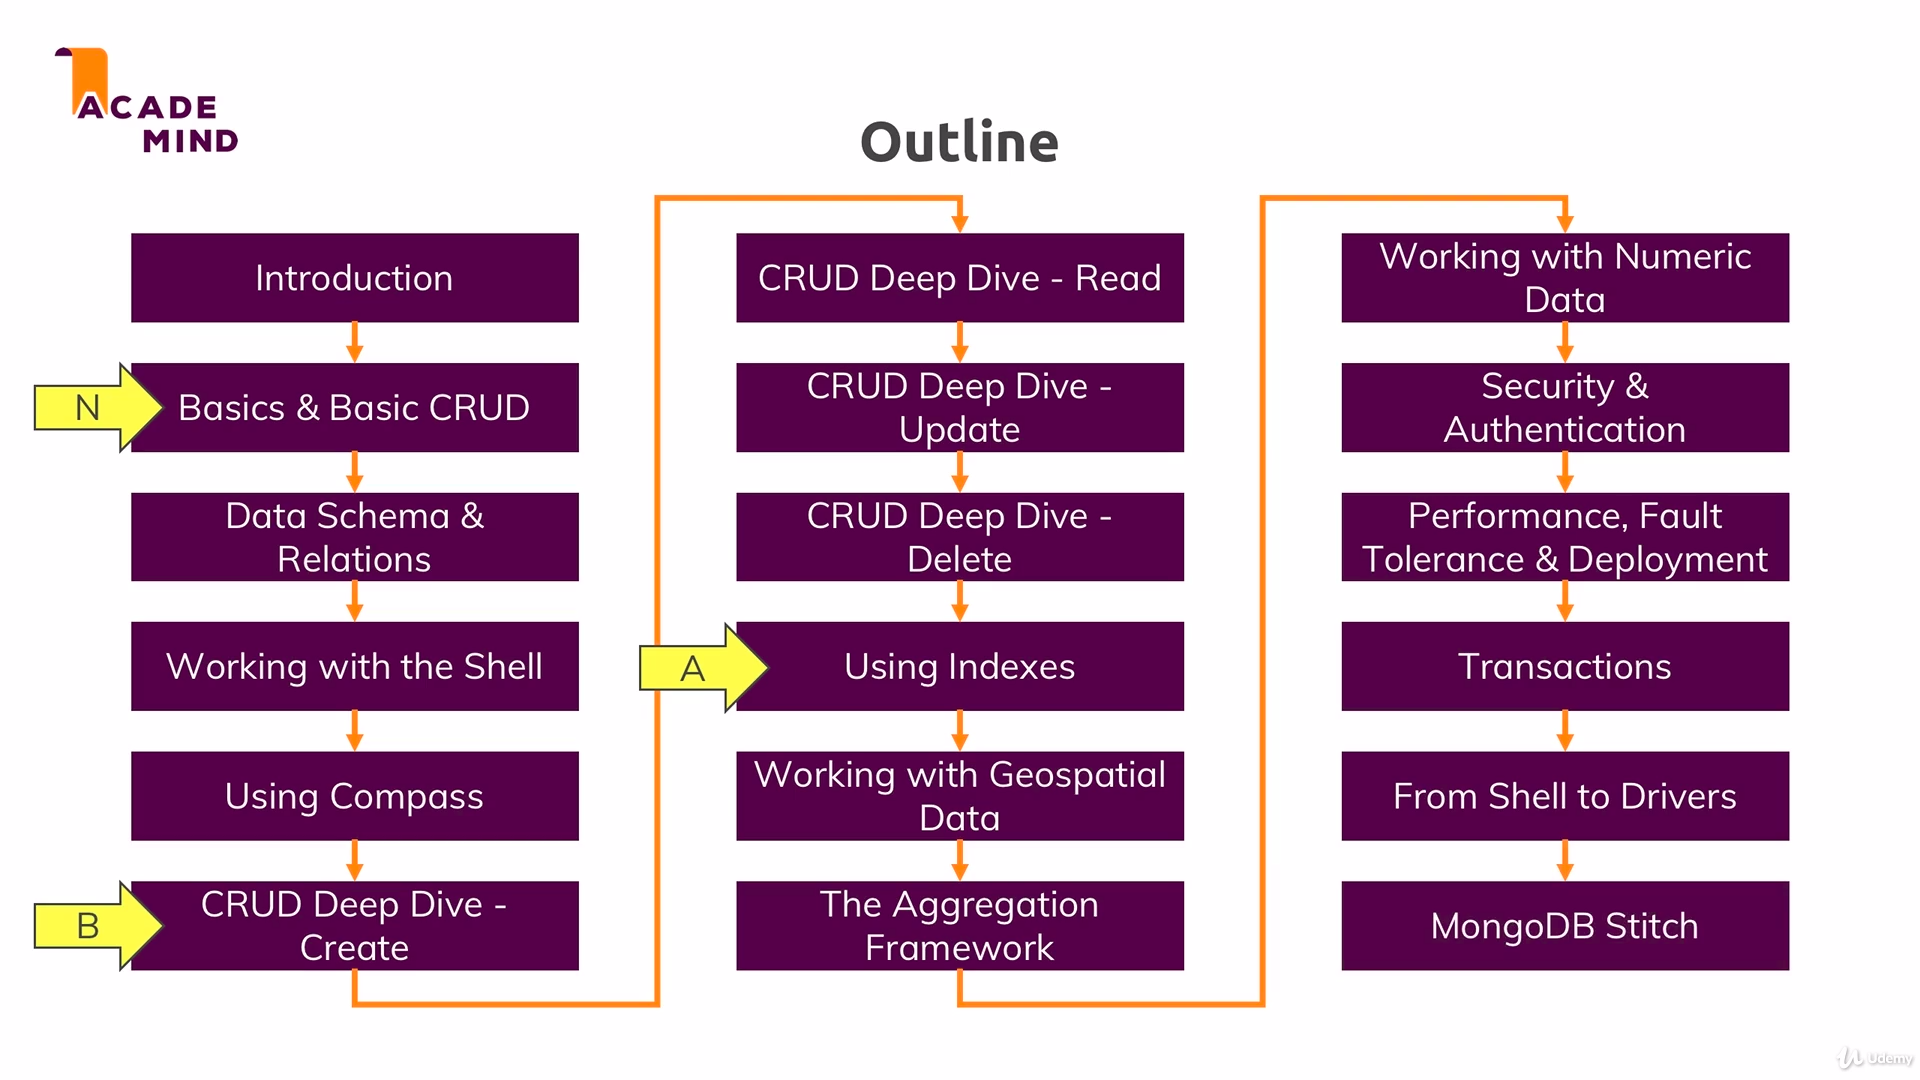 ACADE
MIND
Outline
Introduction
N
Basics & Basic CRUD
Data Schema &
Relations
Working with the Shell
Using Compass
B
CRUD Deep Dive -
Create
CRUD Deep Dive - Read
CRUD Deep Dive -
Update
CRUD Deep Dive -
Delete
A
Using Indexes
Working with Geospatial
Data
The Aggregation
Framework
Working with Numeric
Data
Security &
Authentication
Performance, Fault
Tolerance & Deployment
Transactions
From Shell to Drivers
MongoDB Stitch
Udemy